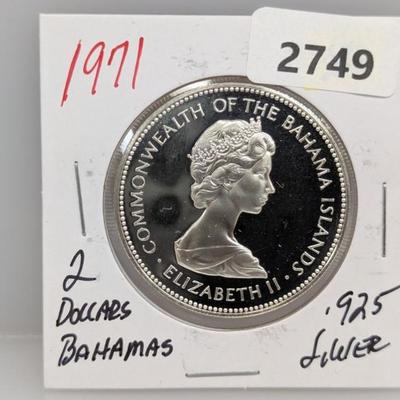 1971
2749
COMMONWEALTH OF THE BAHAMA ISLANDS
· ELIZABETH II ·
2
DOLLARS
BAHAMAS
.925
SILVER